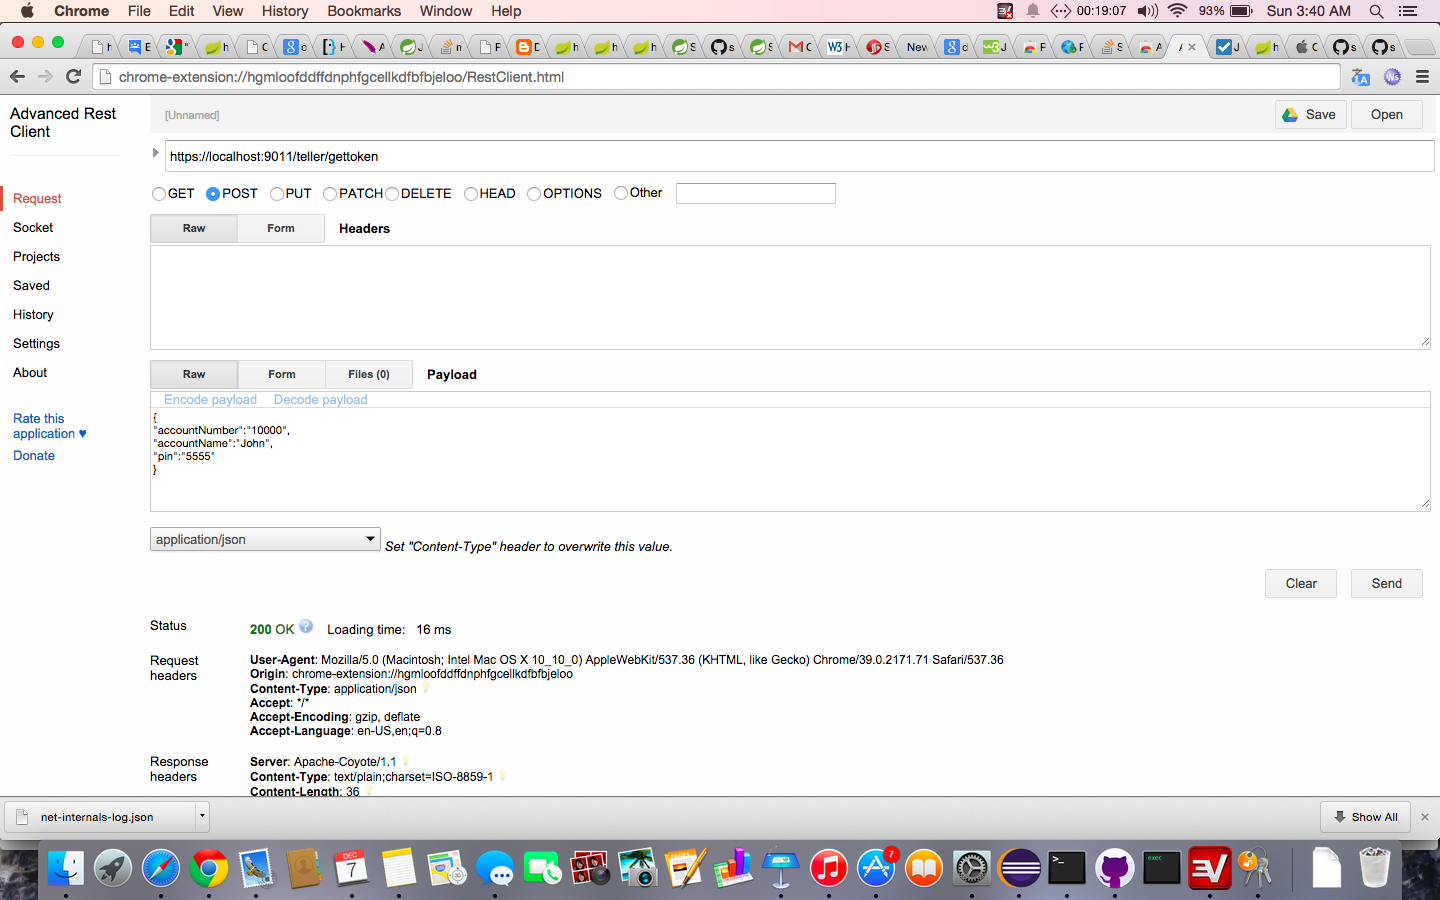 Chrome File Edit View History Bookmarks Window Help 00:19:07 93% Sun 3:40 AM
chrome-extension://hgmloofddffdnphfgcellkdfbfbjeloo/RestClient.html
Advanced Rest
Client
[Unnamed]
Save Open
https://localhost:9011/teller/gettoken
GET POST PUT PATCH DELETE HEAD OPTIONS Other
Raw Form Headers
Request
Socket
Projects
Saved
History
Settings
About
Rate this
application ♥
Donate
Raw Form Files (0) Payload
Encode payload Decode payload
{
"accountNumber":"10000",
"accountName":"John",
"pin":"5555"
}
application/json Set "Content-Type" header to overwrite this value.
Clear Send
Status 200 OK Loading time: 16 ms
Request
headers
User-Agent: Mozilla/5.0 (Macintosh; Intel Mac OS X 10_10_0) AppleWebKit/537.36 (KHTML, like Gecko) Chrome/39.0.2171.71 Safari/537.36
Origin: chrome-extension://hgmloofddffdnphfgcellkdfbfbjeloo
Content-Type: application/json
Accept: */*
Accept-Encoding: gzip, deflate
Accept-Language: en-US,en;q=0.8
Response
headers
Server: Apache-Coyote/1.1
Content-Type: text/plain;charset=ISO-8859-1
Content-Length: 36
net-internals-log.json Show All
DEC
7
7
exec